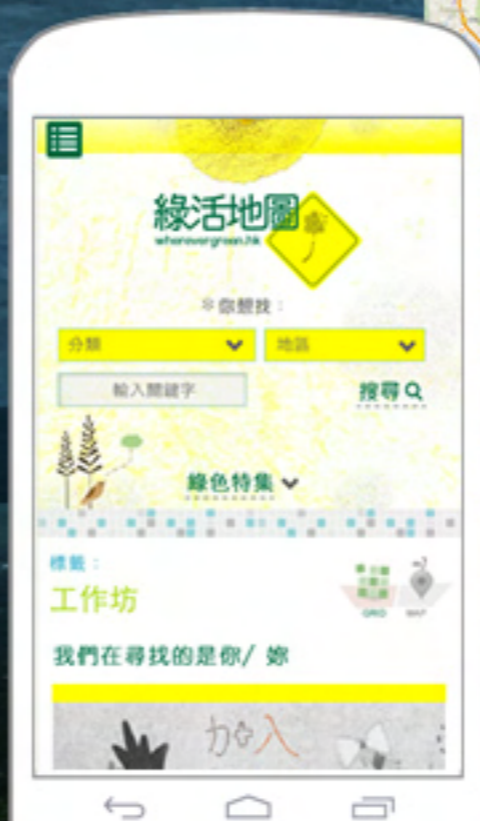 綠活地圖
wherevergreen.hk
※你想找：
分類
地區
輸入關鍵字
搜尋
綠色特集
標籤：
工作坊
GRID
MAP
我們在尋找的是你/ 妳
加入